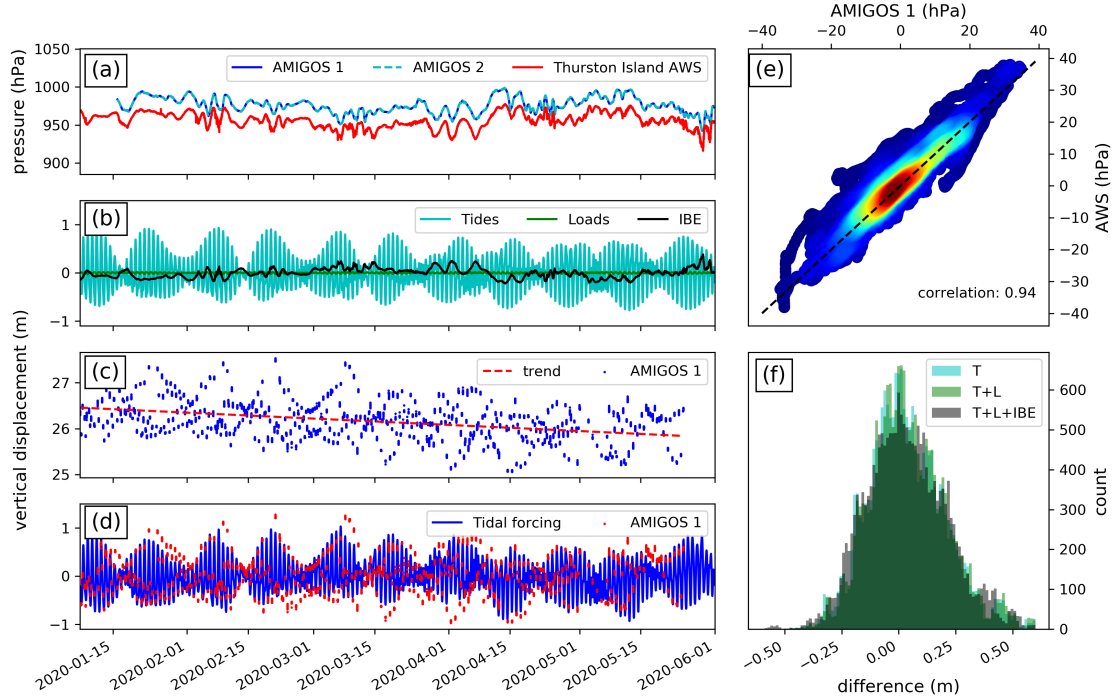 (a)
AMIGOS 1
AMIGOS 2
Thurston Island AWS
pressure (hPa)
1050
1000
950
900
(b)
Tides
Loads
IBE
1
0
−1
vertical displacement (m)
(c)
trend
AMIGOS 1
27
26
25
(d)
Tidal forcing
AMIGOS 1
1
0
−1
2020-01-15
2020-02-01
2020-02-15
2020-03-01
2020-03-15
2020-04-01
2020-04-15
2020-05-01
2020-05-15
2020-06-01
AMIGOS 1 (hPa)
−40
−20
0
20
40
(e)
40
30
20
10
0
−10
−20
−30
−40
AWS (hPa)
correlation: 0.94
(f)
T
T+L
T+L+IBE
600
500
400
300
200
100
0
count
−0.50
−0.25
0.00
0.25
0.50
difference (m)